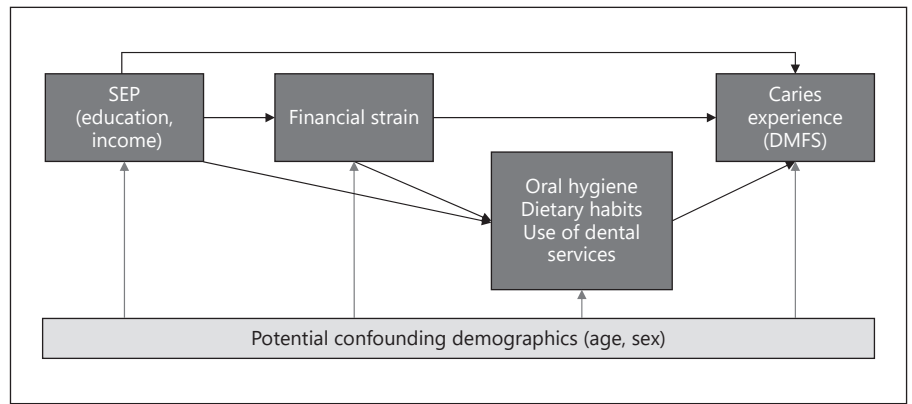 SEP
(education,
income)
Financial strain
Caries
experience
(DMFS)
Oral hygiene
Dietary habits
Use of dental
services
Potential confounding demographics (age, sex)